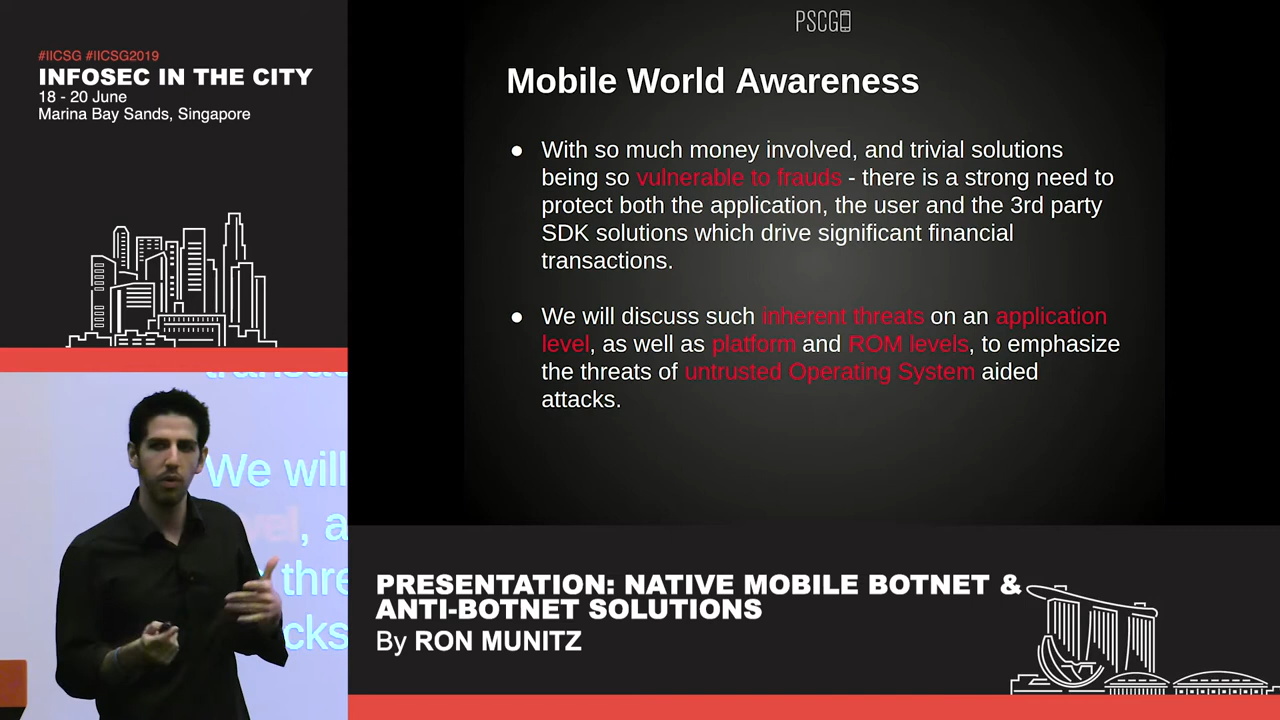 #IICSG #IICSG2019
INFOSEC IN THE CITY
18 - 20 June
Marina Bay Sands, Singapore
PSCG
Mobile World Awareness
● With so much money involved, and trivial solutions
being so vulnerable to frauds - there is a strong need to
protect both the application, the user and the 3rd party
SDK solutions which drive significant financial
transactions.
● We will discuss such inherent threats on an application
level, as well as platform and ROM levels, to emphasize
the threats of untrusted Operating System aided
attacks.
We will
, a
thre
cks
PRESENTATION: NATIVE MOBILE BOTNET &
ANTI-BOTNET SOLUTIONS
By RON MUNITZ